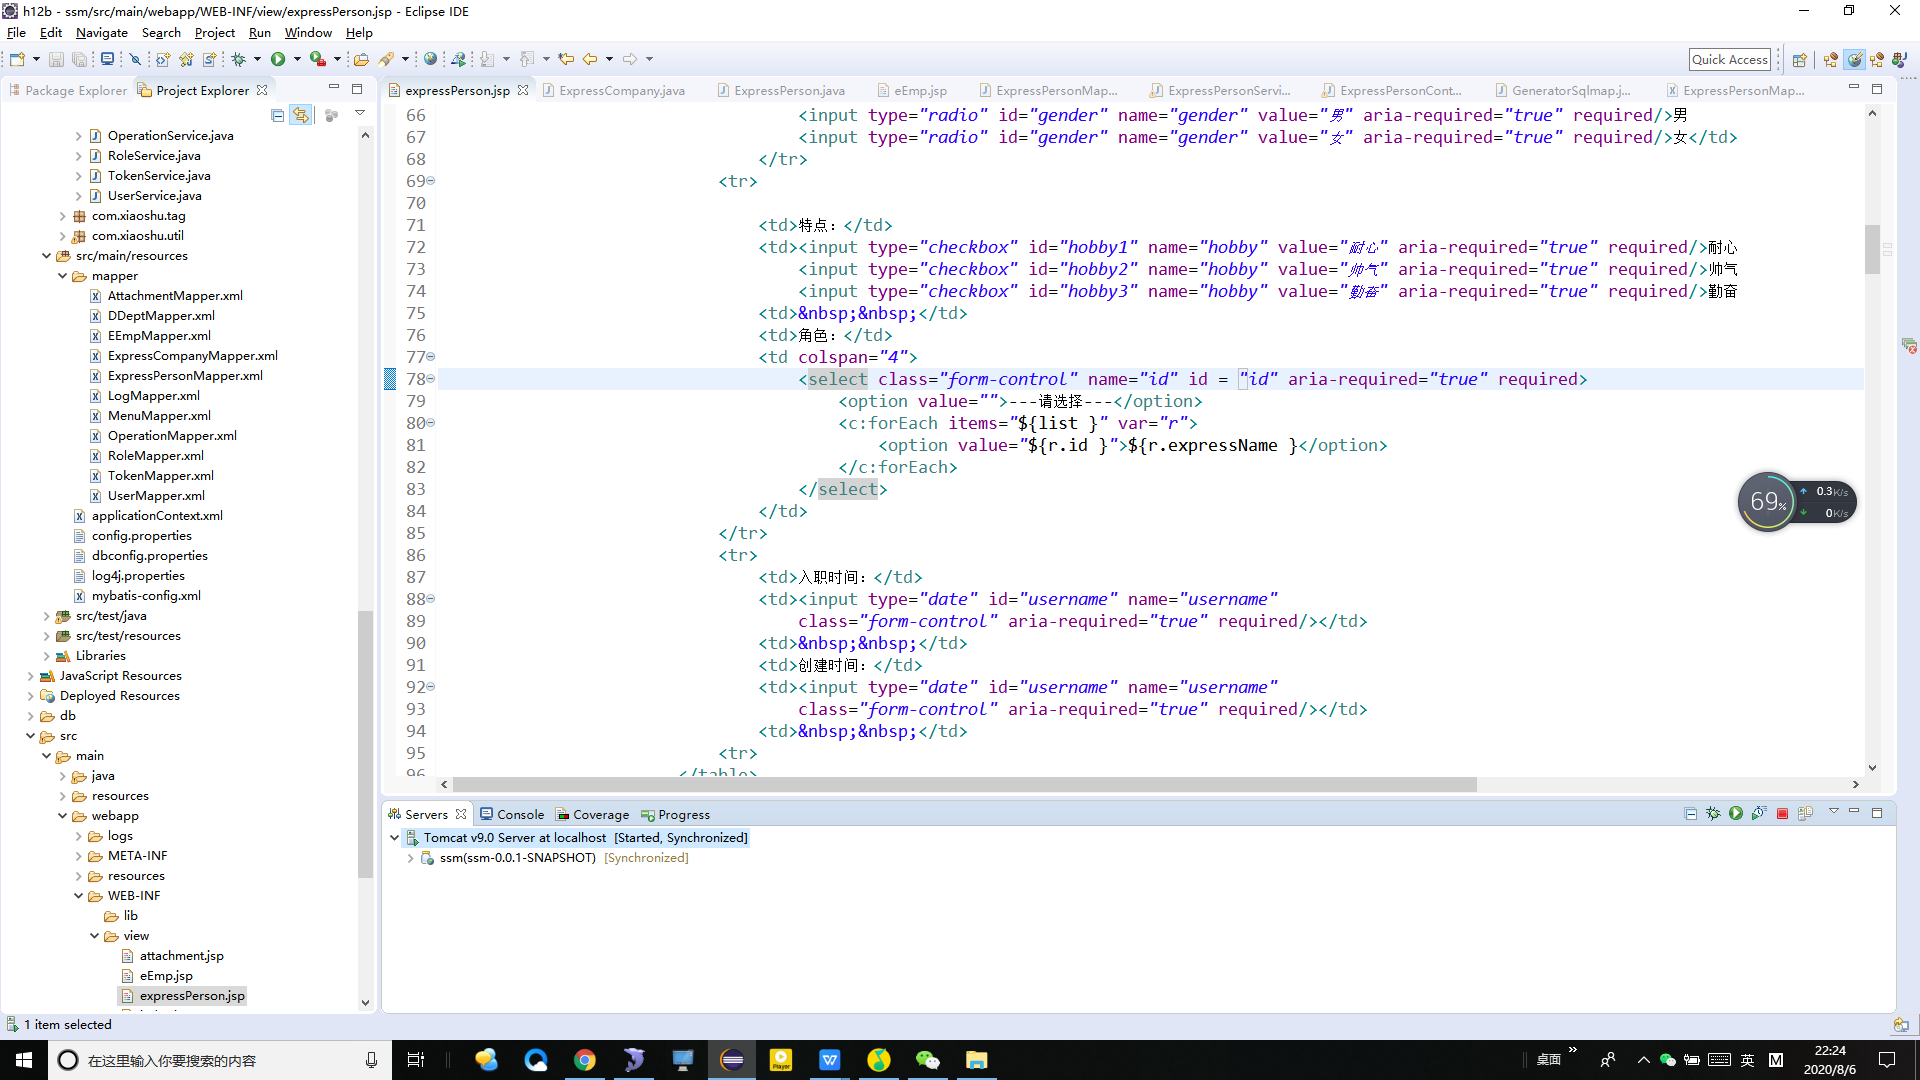 h12b - ssm/src/main/webapp/WEB-INF/view/expressPerson.jsp - Eclipse IDE
File Edit Navigate Search Project Run Window Help
Quick Access
Package Explorer Project Explorer
expressPerson.jsp ExpressCompany.java ExpressPerson.java eEmp.jsp ExpressPersonMap... ExpressPersonServi... ExpressPersonCont... GeneratorSqlmap.j... ExpressPersonMap...
OperationService.java
RoleService.java
TokenService.java
UserService.java
com.xiaoshu.tag
com.xiaoshu.util
src/main/resources
mapper
AttachmentMapper.xml
DDeptMapper.xml
EEmpMapper.xml
ExpressCompanyMapper.xml
ExpressPersonMapper.xml
LogMapper.xml
MenuMapper.xml
OperationMapper.xml
RoleMapper.xml
TokenMapper.xml
UserMapper.xml
applicationContext.xml
config.properties
dbconfig.properties
log4j.properties
mybatis-config.xml
src/test/java
src/test/resources
Libraries
JavaScript Resources
Deployed Resources
db
src
main
java
resources
webapp
logs
META-INF
resources
WEB-INF
lib
view
attachment.jsp
eEmp.jsp
expressPerson.jsp
66 <input type="radio" id="gender" name="gender" value="男" aria-required="true" required/>男
67 <input type="radio" id="gender" name="gender" value="女" aria-required="true" required/>女</td>
68 </tr>
69 <tr>
70
71 <td>特点：</td>
72 <td><input type="checkbox" id="hobby1" name="hobby" value="耐心" aria-required="true" required/>耐心
73 <input type="checkbox" id="hobby2" name="hobby" value="帅气" aria-required="true" required/>帅气
74 <input type="checkbox" id="hobby3" name="hobby" value="勤奋" aria-required="true" required/>勤奋
75 <td>&nbsp;&nbsp;</td>
76 <td>角色：</td>
77 <td colspan="4">
78 <select class="form-control" name="id" id = "id" aria-required="true" required>
79 <option value="">---请选择---</option>
80 <c:forEach items="${list }" var="r">
81 <option value="${r.id }">${r.expressName }</option>
82 </c:forEach>
83 </select>
84 </td>
85 </tr>
86 <tr>
87 <td>入职时间：</td>
88 <td><input type="date" id="username" name="username"
89 class="form-control" aria-required="true" required/></td>
90 <td>&nbsp;&nbsp;</td>
91 <td>创建时间：</td>
92 <td><input type="date" id="username" name="username"
93 class="form-control" aria-required="true" required/></td>
94 <td>&nbsp;&nbsp;</td>
95 <tr>
96 </table>
69%
0.3K/s
0K/s
Servers Console Coverage Progress
Tomcat v9.0 Server at localhost [Started, Synchronized]
ssm(ssm-0.0.1-SNAPSHOT) [Synchronized]
1 item selected
在这里输入你要搜索的内容
Player
桌面
英
M
22:24
2020/8/6